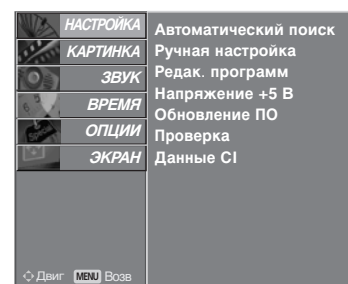 НАСТРОЙКА
КАРТИНКА
ЗВУК
ВРЕМЯ
ОПЦИИ
ЭКРАН
Автоматический поиск
Ручная настройка
Редак. программ
Напряжение +5 В
Обновление ПО
Проверка
Данные CI
Двиг MENU Возв